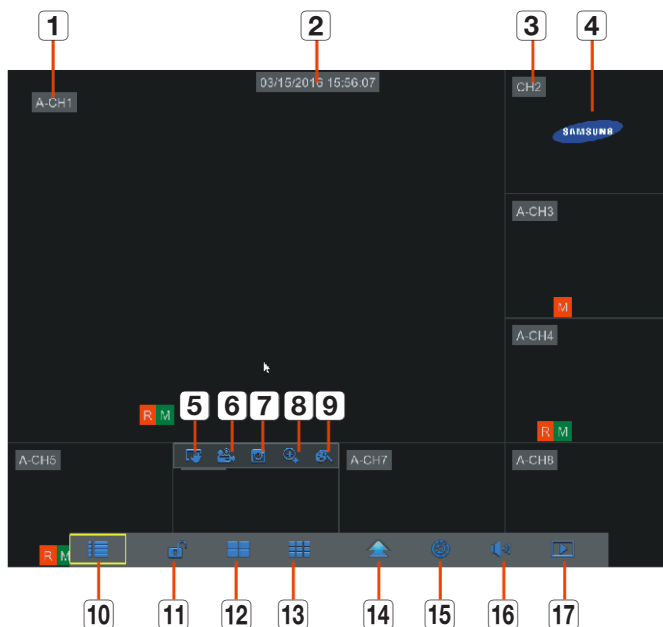 1 2 3 4
03/15/2016 15:56:07
CH2
A-CH1
SAMSUNG
A-CH3
M
A-CH4
R M
5 6 7 8 9
R M
A-CH5
A-CH7
A-CH8
R M
10 11 12 13 14 15 16 17